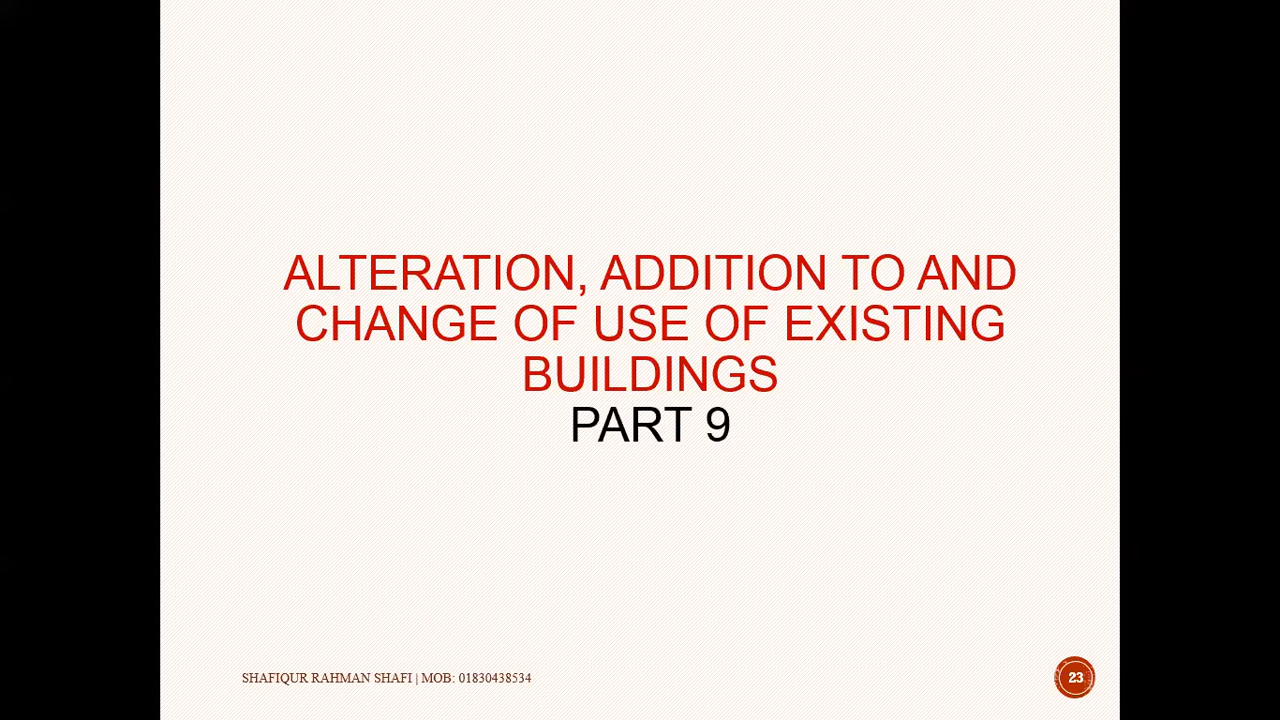 ALTERATION, ADDITION TO AND
CHANGE OF USE OF EXISTING
BUILDINGS
PART 9
SHAFIQUR RAHMAN SHAFI | MOB: 01830438534
23